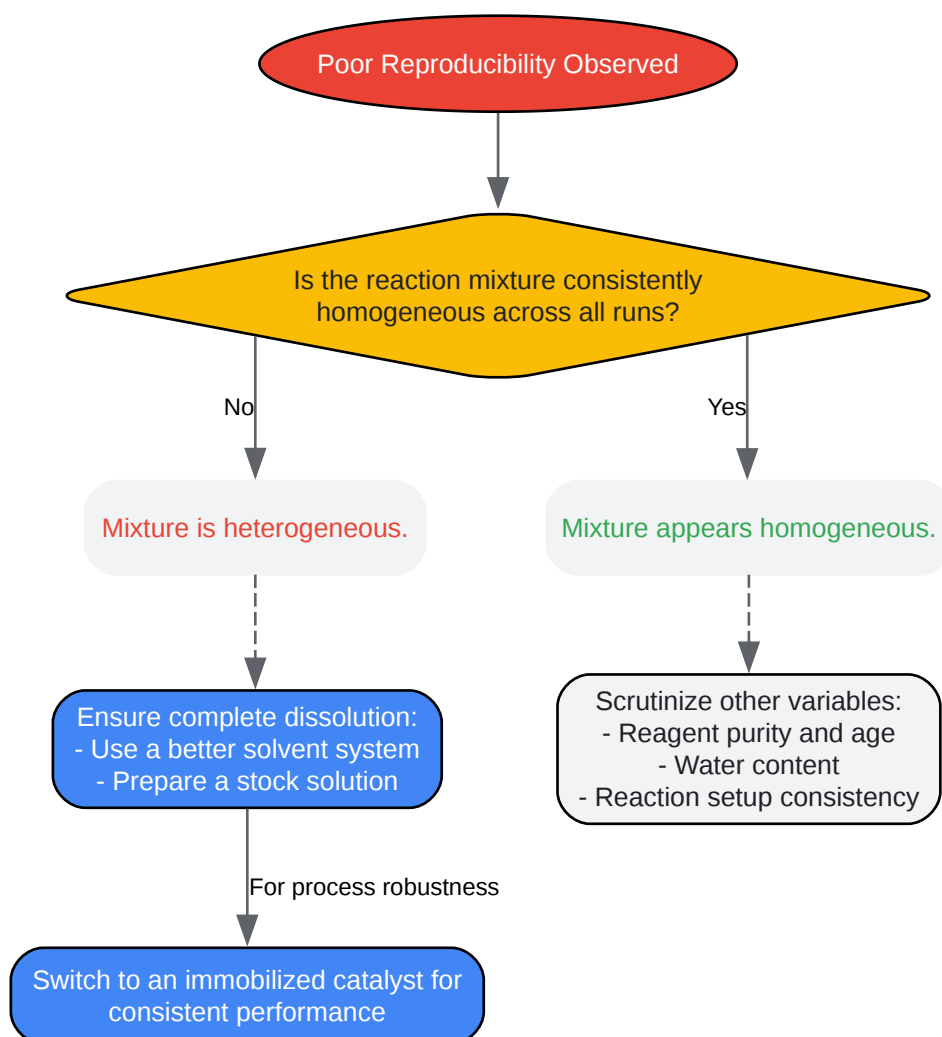 Poor Reproducibility Observed
Is the reaction mixture consistently
homogeneous across all runs?
No
Yes
Mixture is heterogeneous.
Mixture appears homogeneous.
Ensure complete dissolution:
- Use a better solvent system
- Prepare a stock solution
Scrutinize other variables:
- Reagent purity and age
- Water content
- Reaction setup consistency
For process robustness
Switch to an immobilized catalyst for
consistent performance